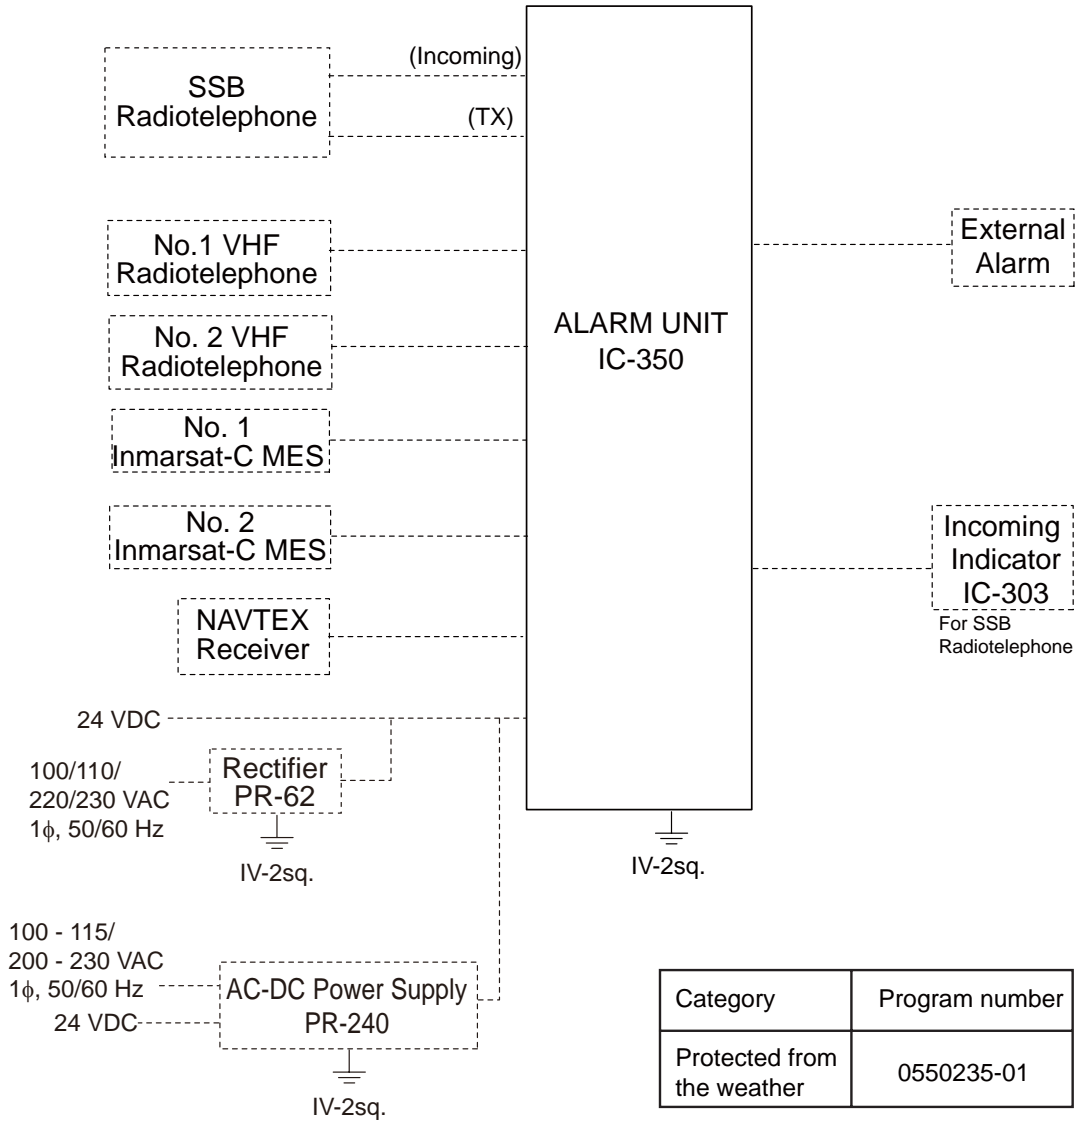 (Incoming)
SSB
Radiotelephone
(TX)
No.1 VHF
Radiotelephone
No. 2 VHF
Radiotelephone
No. 1
Inmarsat-C MES
No. 2
Inmarsat-C MES
NAVTEX
Receiver
ALARM UNIT
IC-350
External
Alarm
Incoming
Indicator
IC-303
For SSB
Radiotelephone
24 VDC
100/110/
220/230 VAC
1ϕ, 50/60 Hz
Rectifier
PR-62
IV-2sq.
IV-2sq.
100 - 115/
200 - 230 VAC
1ϕ, 50/60 Hz
24 VDC
AC-DC Power Supply
PR-240
IV-2sq.
Category
Program number
Protected from
the weather
0550235-01